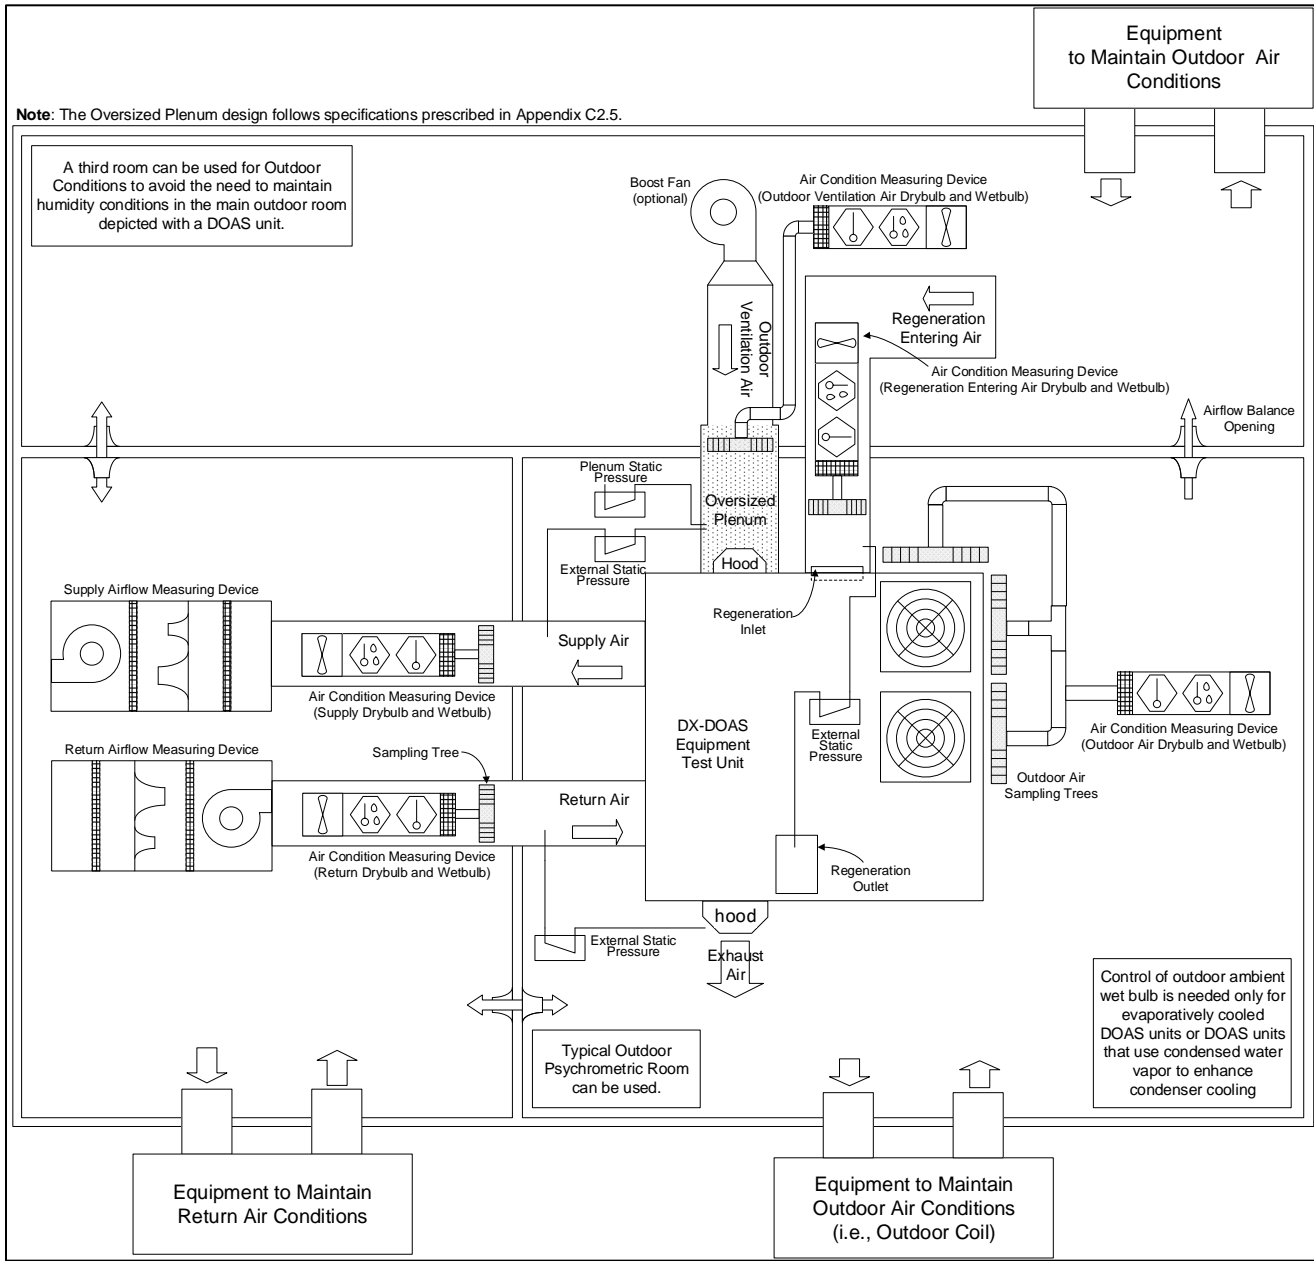 Equipment
to Maintain Outdoor Air
Conditions
Note: The Oversized Plenum design follows specifications prescribed in Appendix C2.5.
A third room can be used for Outdoor
Conditions to avoid the need to maintain
humidity conditions in the main outdoor room
depicted with a DOAS unit.
Boost Fan
(optional)
Air Condition Measuring Device
(Outdoor Ventilation Air Drybulb and Wetbulb)
Outdoor
Ventilation Air
Regeneration
Entering Air
Air Condition Measuring Device
(Regeneration Entering Air Drybulb and Wetbulb)
Airflow Balance
Opening
Plenum Static
Pressure
Oversized
Plenum
External Static
Pressure
Hood
Supply Airflow Measuring Device
Regeneration
Inlet
Supply Air
Air Condition Measuring Device
(Supply Drybulb and Wetbulb)
DX-DOAS
Equipment
Test Unit
External
Static
Pressure
Air Condition Measuring Device
(Outdoor Air Drybulb and Wetbulb)
Return Airflow Measuring Device
Sampling Tree
Outdoor Air
Sampling Trees
Return Air
Air Condition Measuring Device
(Return Drybulb and Wetbulb)
Regeneration
Outlet
hood
External Static
Pressure
Exhaust
Air
Control of outdoor ambient
wet bulb is needed only for
evaporatively cooled
DOAS units or DOAS units
that use condensed water
vapor to enhance
condenser cooling
Typical Outdoor
Psychrometric Room
can be used.
Equipment to Maintain
Return Air Conditions
Equipment to Maintain
Outdoor Air Conditions
(i.e., Outdoor Coil)